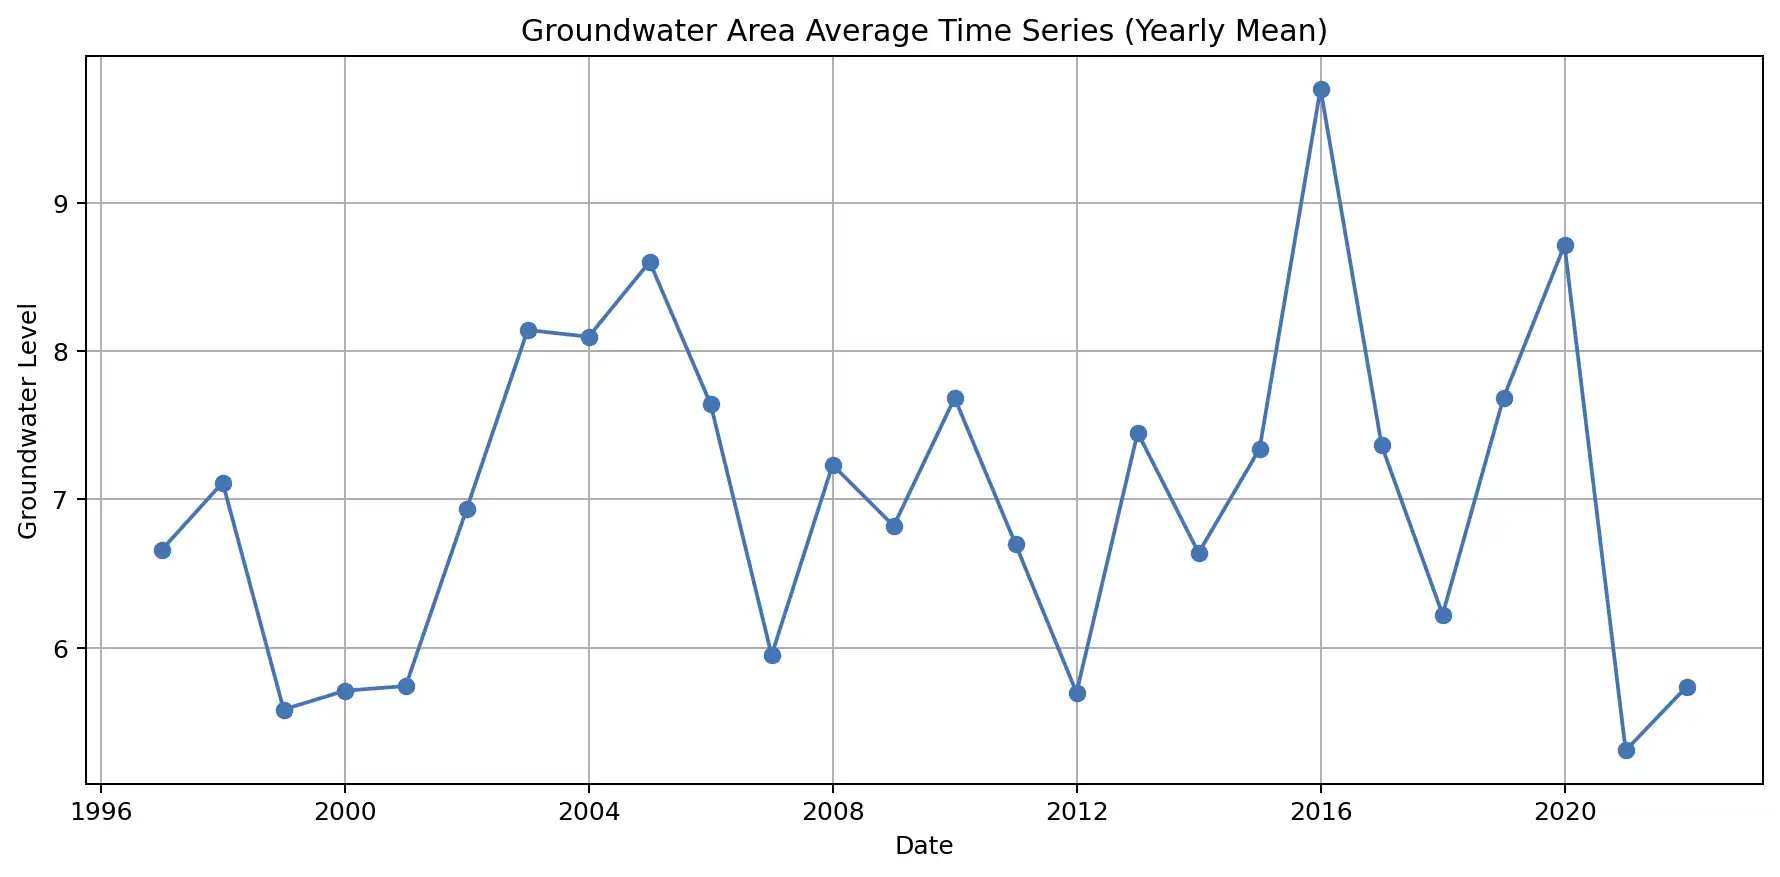 Groundwater Area Average Time Series (Yearly Mean)
Groundwater Level
9
8
7
6
1996 2000 2004 2008 2012 2016 2020
Date